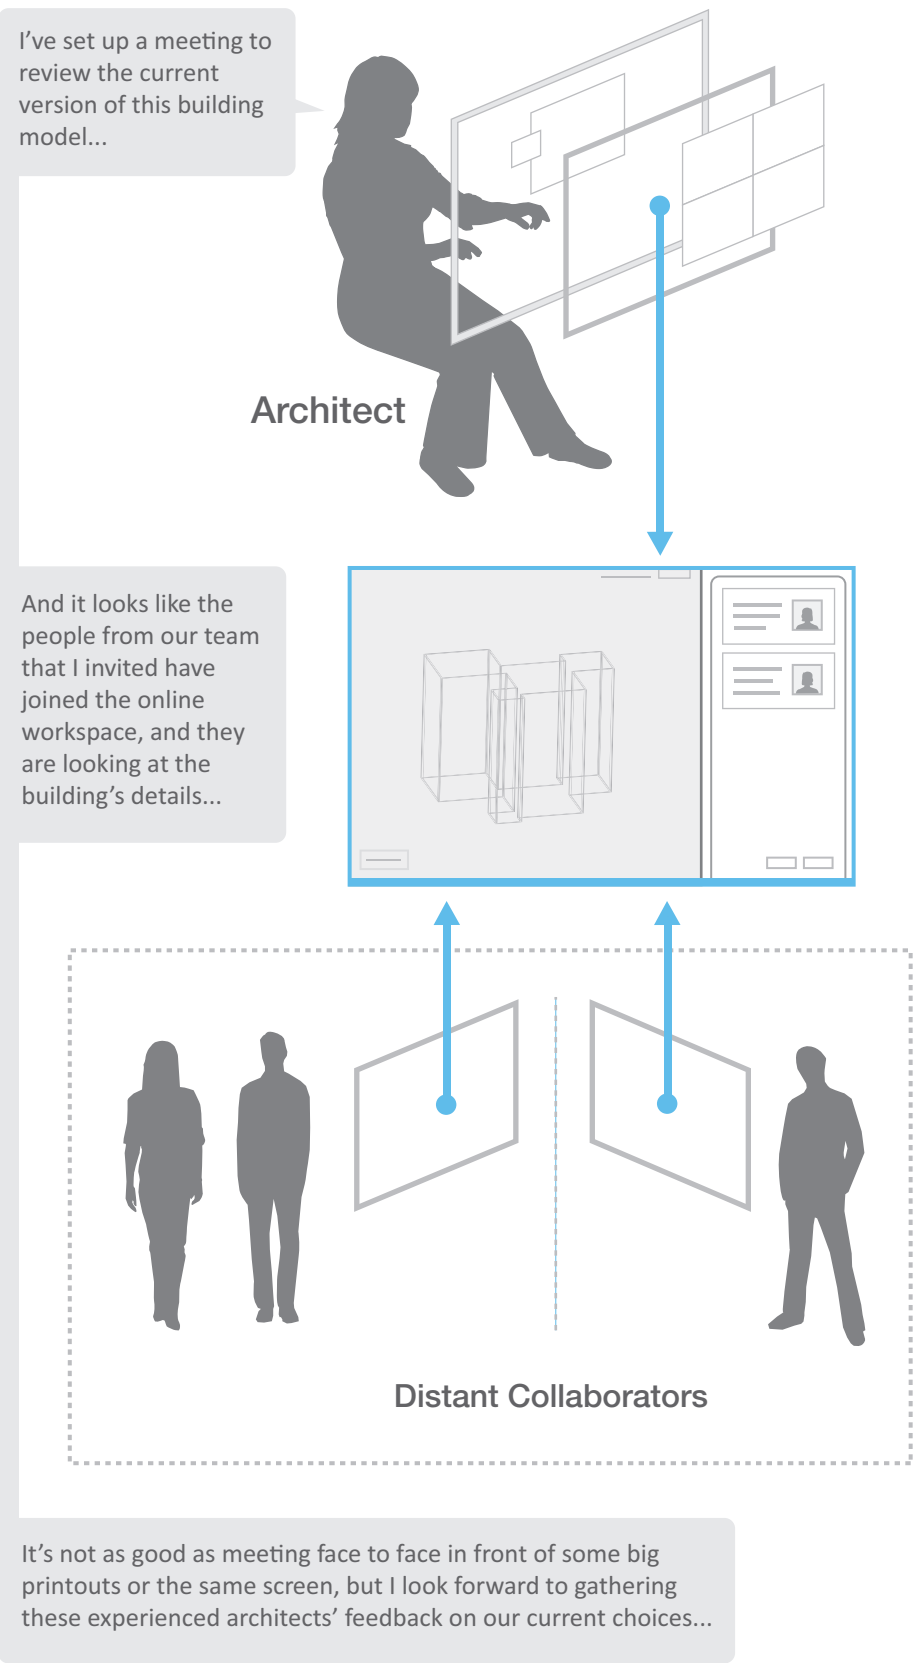 I've set up a meeting to
review the current
version of this building
model...
Architect
And it looks like the
people from our team
that I invited have
joined the online
workspace, and they
are looking at the
building's details...
Distant Collaborators
It's not as good as meeting face to face in front of some big
printouts or the same screen, but I look forward to gathering
these experienced architects' feedback on our current choices...